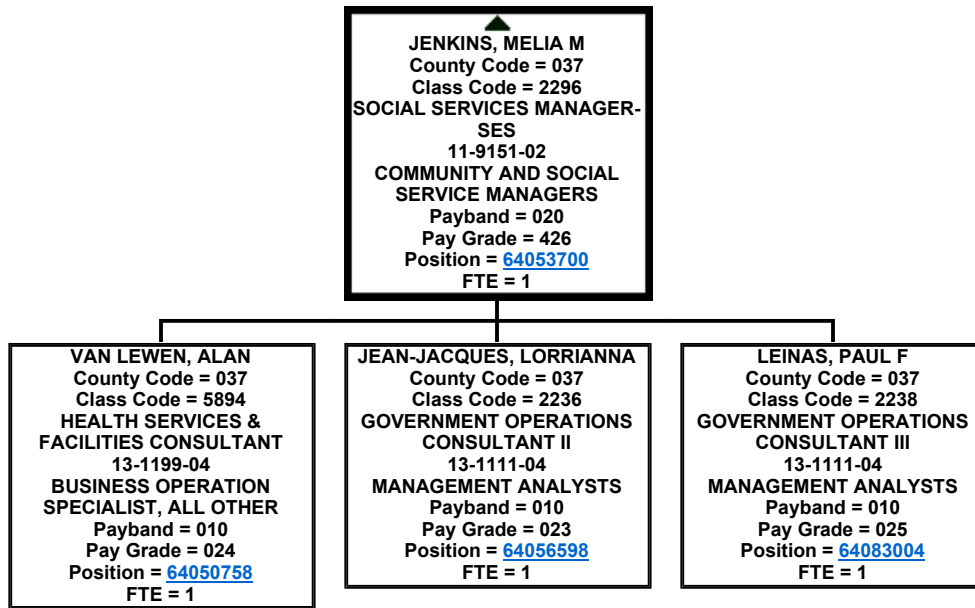 JENKINS, MELIA M
County Code = 037
Class Code = 2296
SOCIAL SERVICES MANAGER-
SES
11-9151-02
COMMUNITY AND SOCIAL
SERVICE MANAGERS
Payband = 020
Pay Grade = 426
Position = 64053700
FTE = 1
VAN LEWEN, ALAN
County Code = 037
Class Code = 5894
HEALTH SERVICES &
FACILITIES CONSULTANT
13-1199-04
BUSINESS OPERATION
SPECIALIST, ALL OTHER
Payband = 010
Pay Grade = 024
Position = 64050758
FTE = 1
JEAN-JACQUES, LORRIANNA
County Code = 037
Class Code = 2236
GOVERNMENT OPERATIONS
CONSULTANT II
13-1111-04
MANAGEMENT ANALYSTS
Payband = 010
Pay Grade = 023
Position = 64056598
FTE = 1
LEINAS, PAUL F
County Code = 037
Class Code = 2238
GOVERNMENT OPERATIONS
CONSULTANT III
13-1111-04
MANAGEMENT ANALYSTS
Payband = 010
Pay Grade = 025
Position = 64083004
FTE = 1